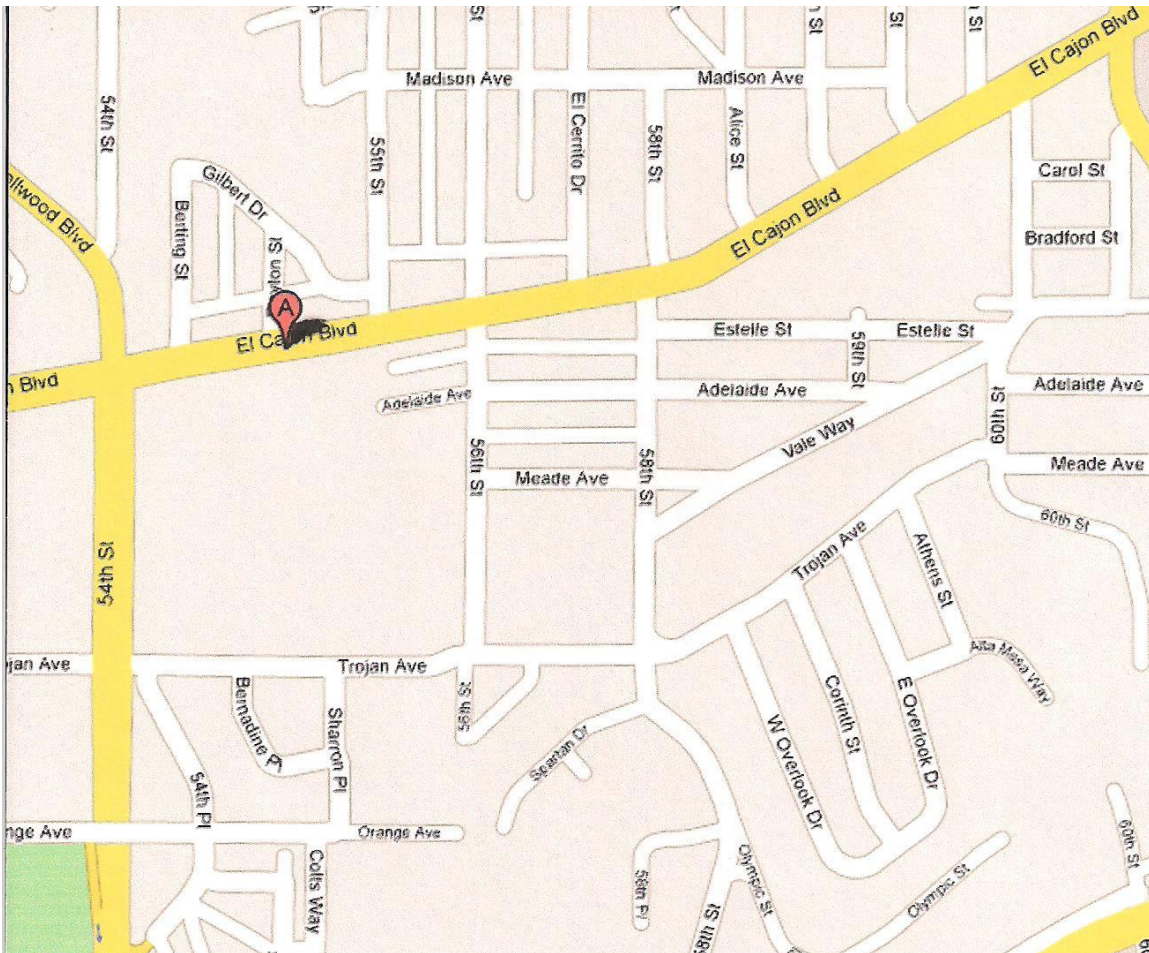 St
El Cajon Blvd
Madison Ave
Madison Ave
54th St
El Cerrito Dr
Alice St
58th St
55th St
Carol St
Gilbert Dr
Berting St
El Cajon Blvd
Bradford St
A
El Cajon Blvd
Estelle St
Estelle St
59th St
Blvd
Adelaide Ave
Adelaide Ave
Adelaide Ave
60th St
Vale Way
56th St
58th St
Meade Ave
Meade Ave
60th St
Trojan Ave
Athens St
54th St
Trojan Ave
Alta Mesa Way
Bernadine Pl
Sharron Pl
56th St
Corinth St
E Overlook Dr
W Overlook Dr
Spartan Dr
54th Pl
Ave
Orange Ave
60th St
Colts Way
58th Pl
Olympic St
Olympic St